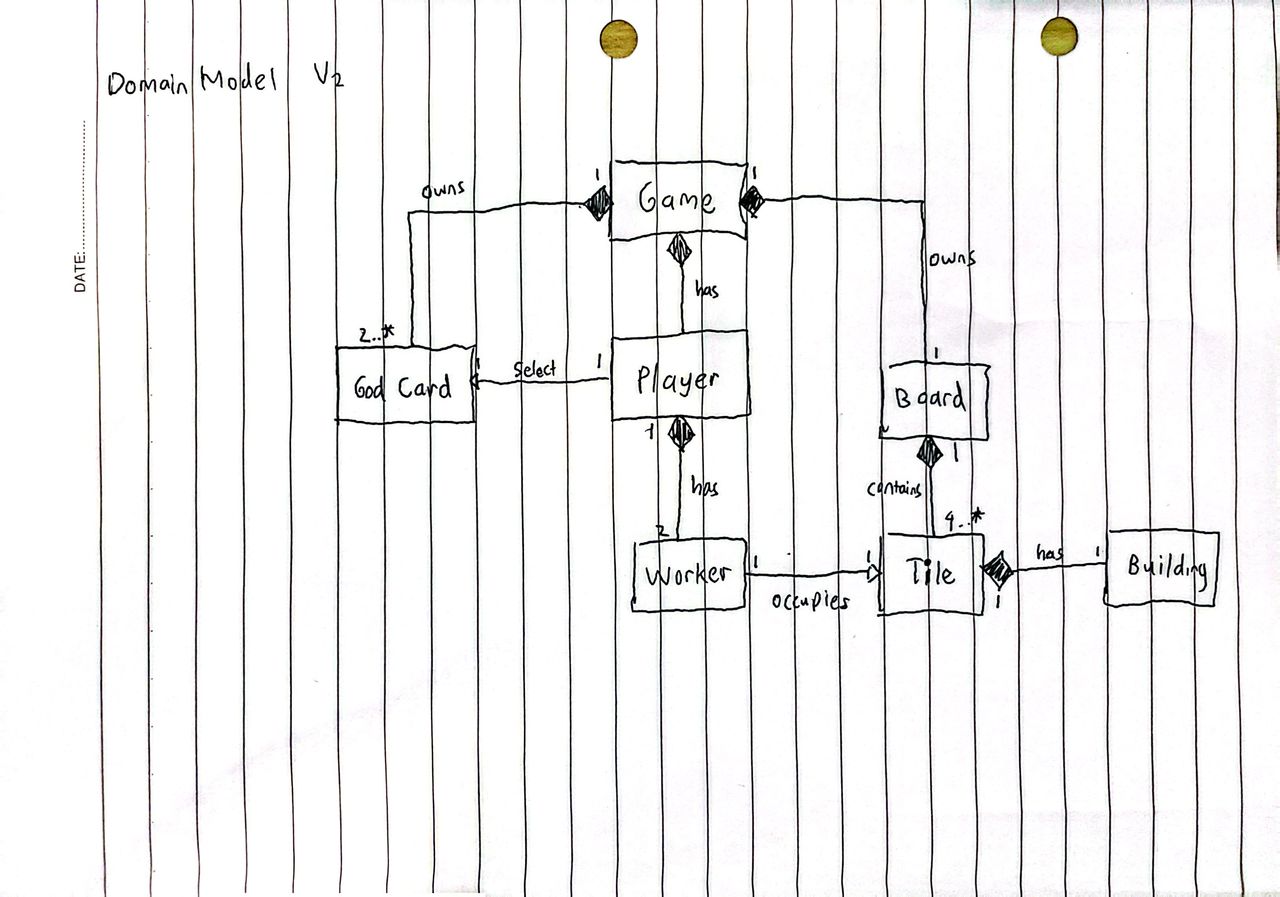 Domain Model V2
DATE:
owns
1
Game
1
owns
has
2..*
God Card
1
Select
1
Player
1
Board
1
has
2
1
contains
4..*
Worker
1
occupies
1
Tile
1
has
1
Building